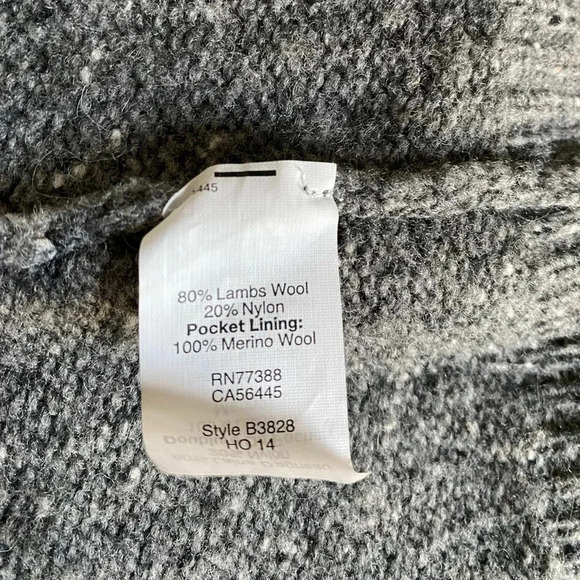 445
80% Lambs Wool
20% Nylon
Pocket Lining:
100% Merino Wool
RN77388
CA56445
Style B3828
HO 14